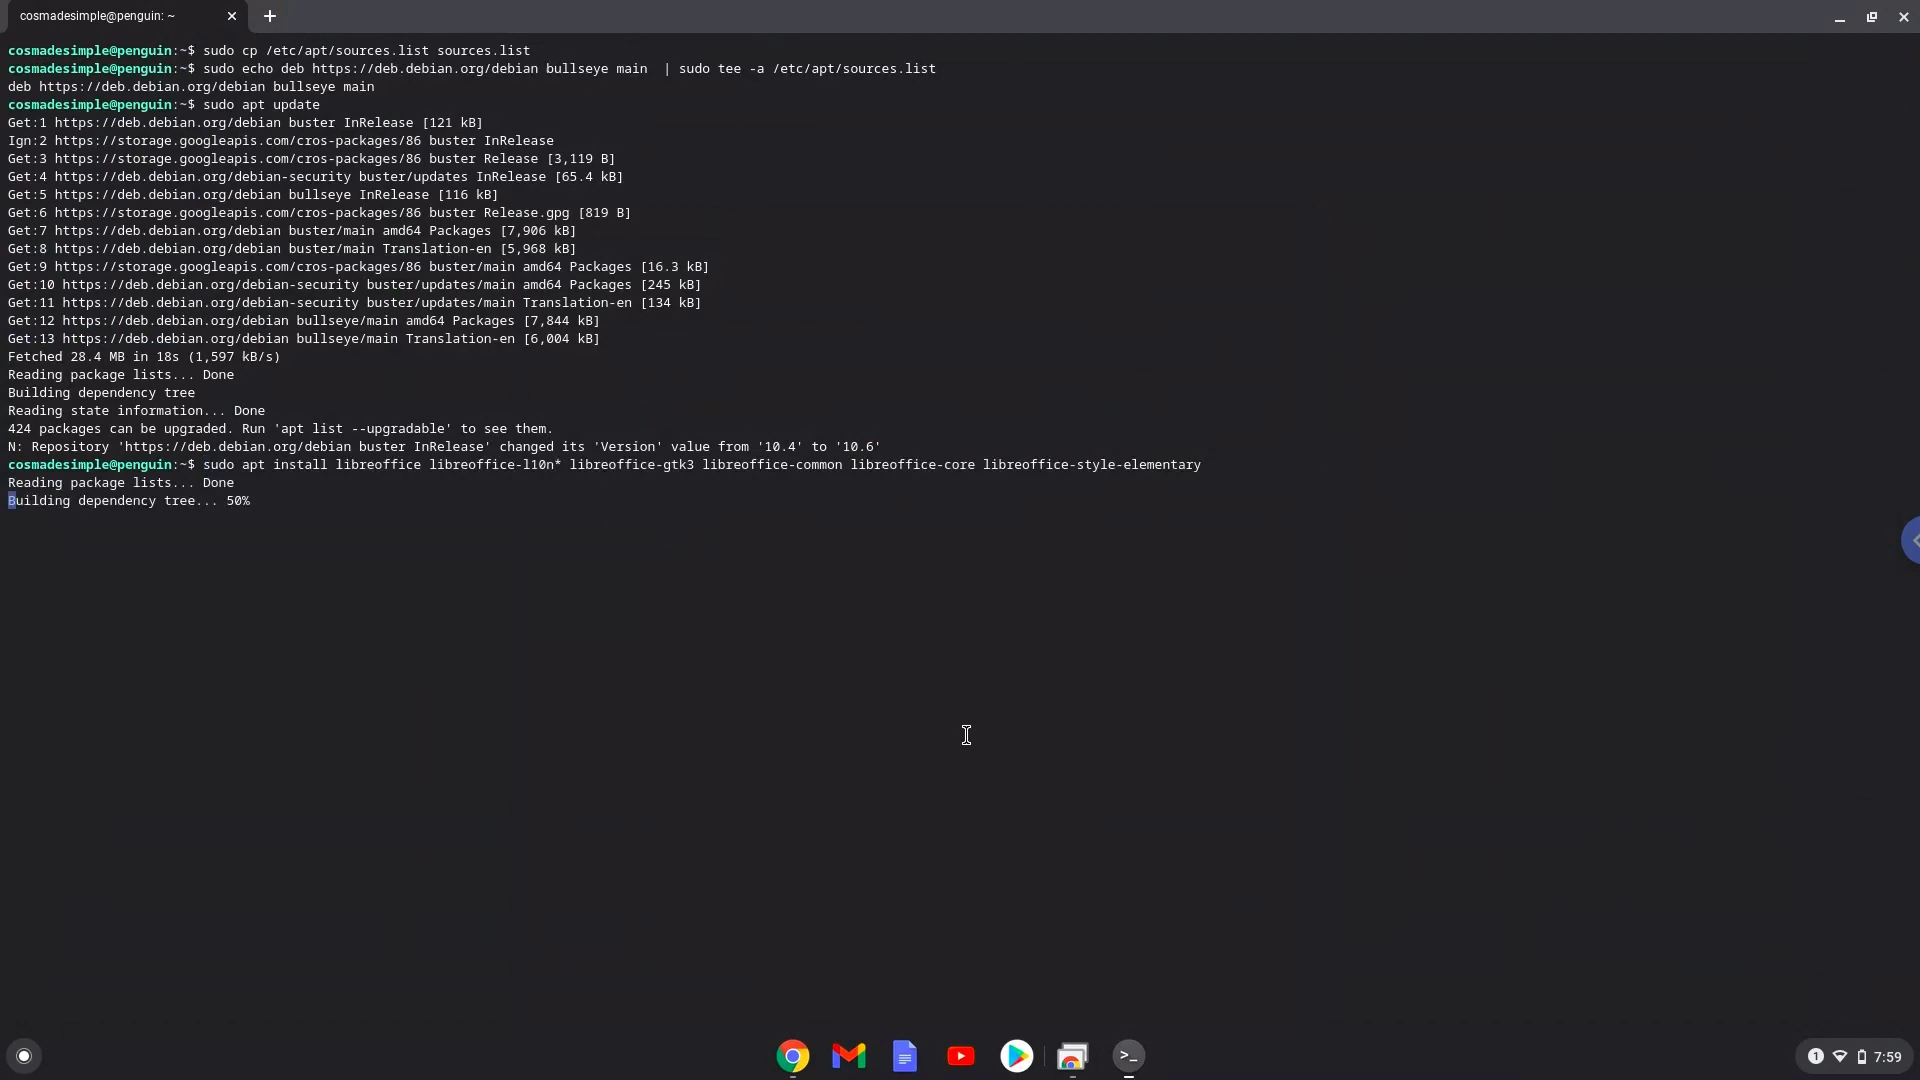 cosmadesimple@penguin: ~
cosmadesimple@penguin:~$ sudo cp /etc/apt/sources.list sources.list
cosmadesimple@penguin:~$ sudo echo deb https://deb.debian.org/debian bullseye main  | sudo tee -a /etc/apt/sources.list
deb https://deb.debian.org/debian bullseye main
cosmadesimple@penguin:~$ sudo apt update
Get:1 https://deb.debian.org/debian buster InRelease [121 kB]
Ign:2 https://storage.googleapis.com/cros-packages/86 buster InRelease
Get:3 https://storage.googleapis.com/cros-packages/86 buster Release [3,119 B]
Get:4 https://deb.debian.org/debian-security buster/updates InRelease [65.4 kB]
Get:5 https://deb.debian.org/debian bullseye InRelease [116 kB]
Get:6 https://storage.googleapis.com/cros-packages/86 buster Release.gpg [819 B]
Get:7 https://deb.debian.org/debian buster/main amd64 Packages [7,906 kB]
Get:8 https://deb.debian.org/debian buster/main Translation-en [5,968 kB]
Get:9 https://storage.googleapis.com/cros-packages/86 buster/main amd64 Packages [16.3 kB]
Get:10 https://deb.debian.org/debian-security buster/updates/main amd64 Packages [245 kB]
Get:11 https://deb.debian.org/debian-security buster/updates/main Translation-en [134 kB]
Get:12 https://deb.debian.org/debian bullseye/main amd64 Packages [7,844 kB]
Get:13 https://deb.debian.org/debian bullseye/main Translation-en [6,004 kB]
Fetched 28.4 MB in 18s (1,597 kB/s)
Reading package lists... Done
Building dependency tree
Reading state information... Done
424 packages can be upgraded. Run 'apt list --upgradable' to see them.
N: Repository 'https://deb.debian.org/debian buster InRelease' changed its 'Version' value from '10.4' to '10.6'
cosmadesimple@penguin:~$ sudo apt install libreoffice libreoffice-l10n* libreoffice-gtk3 libreoffice-common libreoffice-core libreoffice-style-elementary
Reading package lists... Done
Building dependency tree... 50%
>_
1 7:59